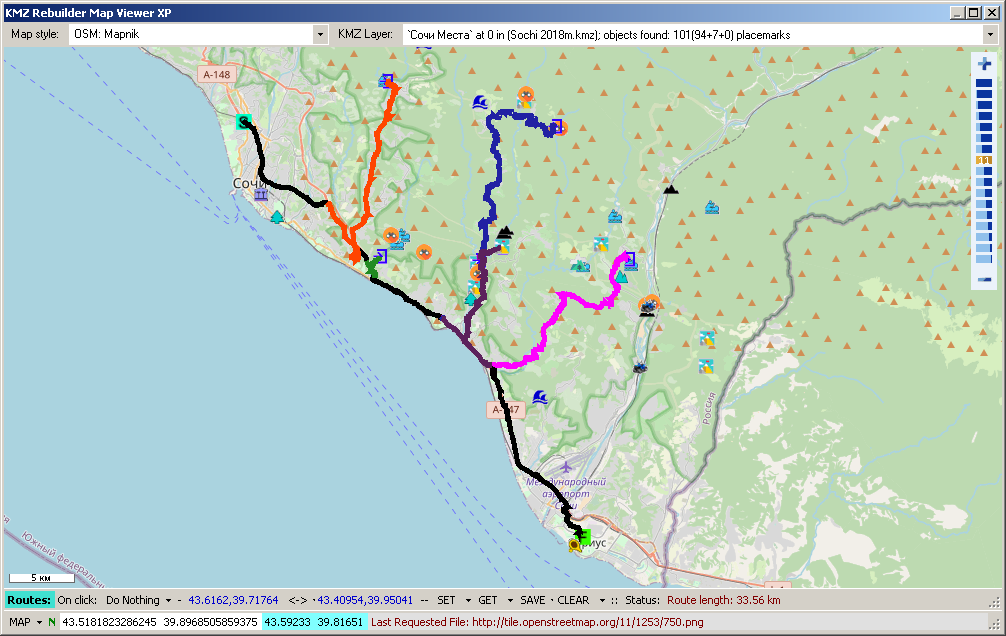 KMZ Rebuilder Map Viewer XP
Map style: OSM: Mapnik KMZ Layer: `Сочи Места` at 0 in (Sochi 2018m.kmz); objects found: 101(94+7+0) placemarks
A-148
S
Сочи
11
Россия
Международный
аэропорт
Южный федеральн
5 км
Routes: On click: Do Nothing - 43.6162,39.71764 <-> 43.40954,39.95041 -- SET GET SAVE CLEAR :: Status: Route length: 33.56 km
MAP N 43.5181823286245 39.8968505859375 43.59233 39.81651 Last Requested File: http://tile.openstreetmap.org/11/1253/750.png